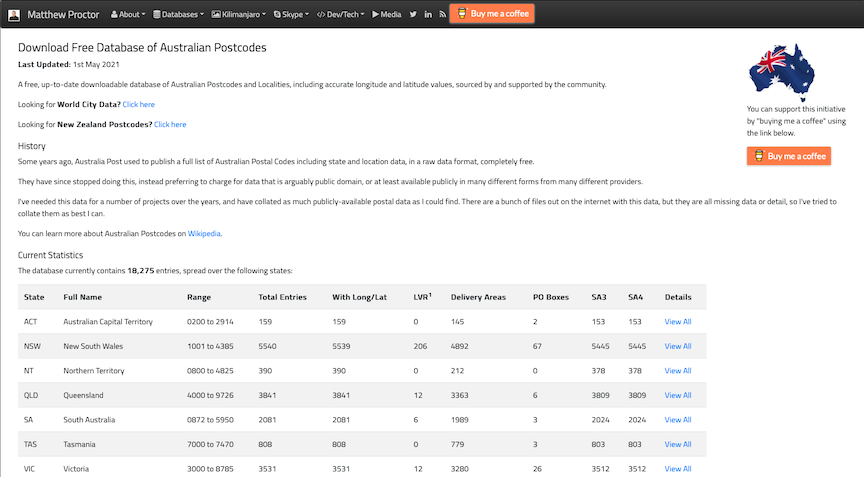 Matthew Proctor About Databases Kilimanjaro Skype </> Dev/Tech Media Buy me a coffee
Download Free Database of Australian Postcodes
Last Updated: 1st May 2021
A free, up-to-date downloadable database of Australian Postcodes and Localities, including accurate longitude and latitude values, sourced by and supported by the community.
Looking for World City Data? Click here
Looking for New Zealand Postcodes? Click here
You can support this initiative
by "buying me a coffee" using
the link below.
Buy me a coffee
History
Some years ago, Australia Post used to publish a full list of Australian Postal Codes including state and location data, in a raw data format, completely free.
They have since stopped doing this, instead preferring to charge for data that is arguably public domain, or at least available publicly in many different forms from many different providers.
I've needed this data for a number of projects over the years, and have collated as much publicly-available postal data as I could find. There are a bunch of files out on the internet with this data, but they are all missing data or detail, so I've tried to
collate them as best I can.
You can learn more about Australian Postcodes on Wikipedia.
Current Statistics
The database currently contains 18,275 entries, spread over the following states:
State Full Name Range Total Entries With Long/Lat LVR1 Delivery Areas PO Boxes SA3 SA4 Details
ACT Australian Capital Territory 0200 to 2914 159 159 0 145 2 153 153 View All
NSW New South Wales 1001 to 4385 5540 5539 206 4892 67 5445 5445 View All
NT Northern Territory 0800 to 4825 390 390 0 212 0 378 378 View All
QLD Queensland 4000 to 9726 3841 3841 12 3363 6 3809 3809 View All
SA South Australia 0872 to 5950 2081 2081 6 1989 3 2024 2024 View All
TAS Tasmania 7000 to 7470 808 808 0 779 3 803 803 View All
VIC Victoria 3000 to 8785 3531 3531 12 3280 26 3512 3512 View All